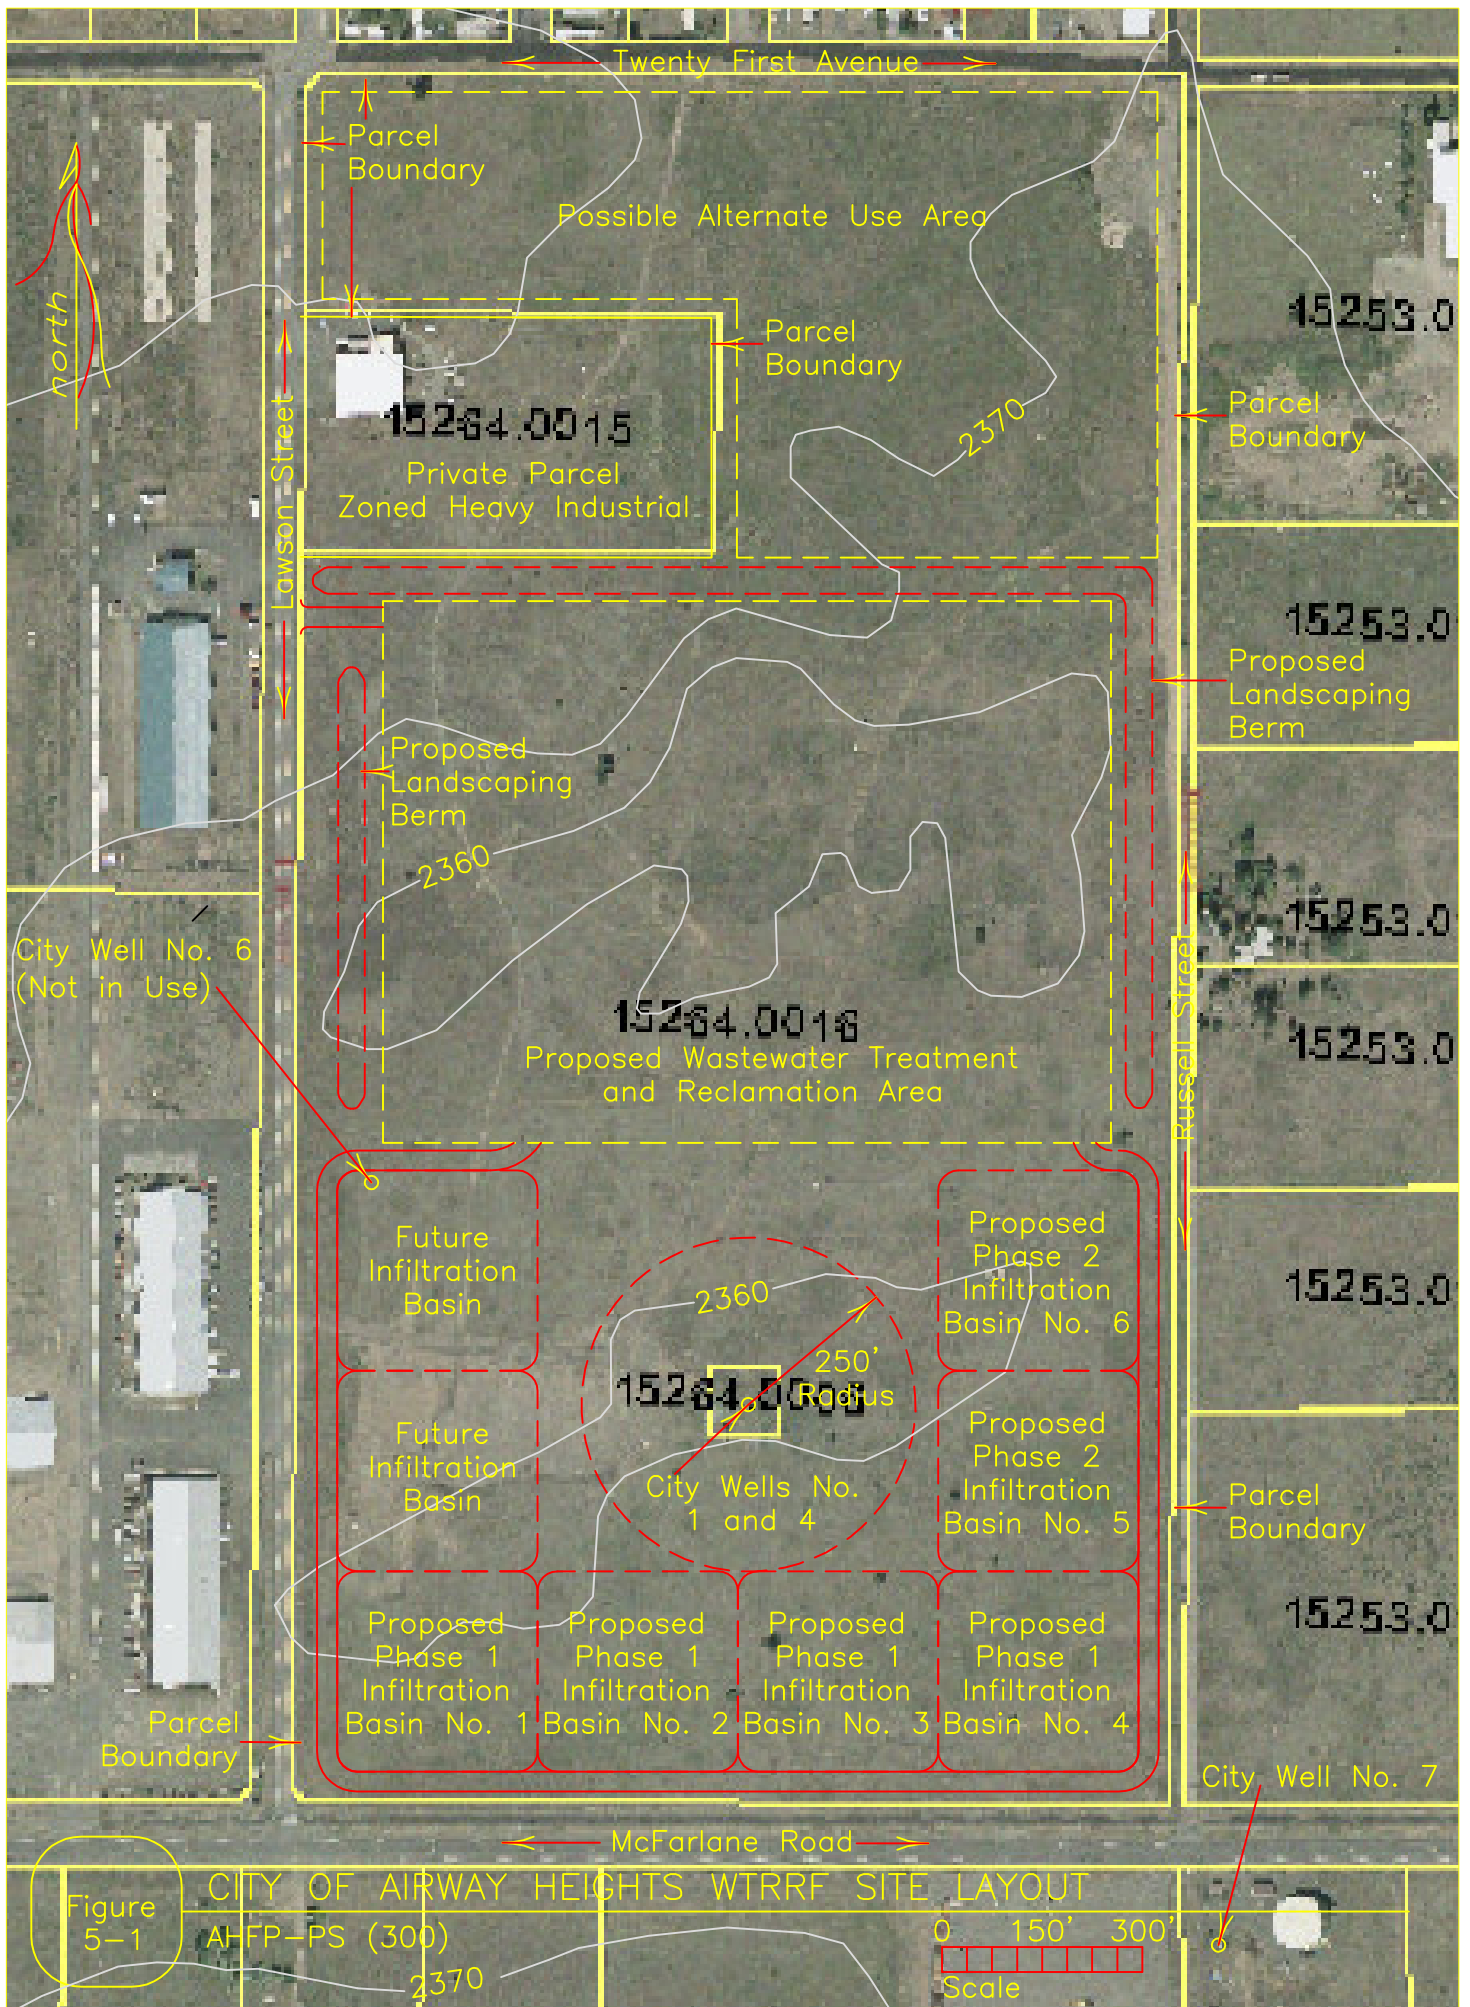 Twenty First Avenue
Parcel
Boundary
Possible Alternate Use Area
north
Parcel
Boundary
15253.0
Lawson Street
15264.0015
Private Parcel
Zoned Heavy Industrial
2370
Parcel
Boundary
15253.0
Proposed
Landscaping
Berm
Proposed
Landscaping
Berm
2360
City Well No. 6
(Not in Use)
15253.0
Russell Street
15264.0016
Proposed Wastewater Treatment
and Reclamation Area
15253.0
Future
Infiltration
Basin
Proposed
Phase 2
Infiltration
Basin No. 6
2360
15253.0
250'
Radius
Future
Infiltration
Basin
City Wells No.
1 and 4
Proposed
Phase 2
Infiltration
Basin No. 5
Parcel
Boundary
15253.0
Proposed
Phase 1
Infiltration
Basin No. 1
Proposed
Phase 1
Infiltration
Basin No. 2
Proposed
Phase 1
Infiltration
Basin No. 3
Proposed
Phase 1
Infiltration
Basin No. 4
Parcel
Boundary
City Well No. 7
McFarlane Road
Figure
5-1
CITY OF AIRWAY HEIGHTS WTRRF SITE LAYOUT
AHFP-PS (300)
0 150' 300'
Scale
2370